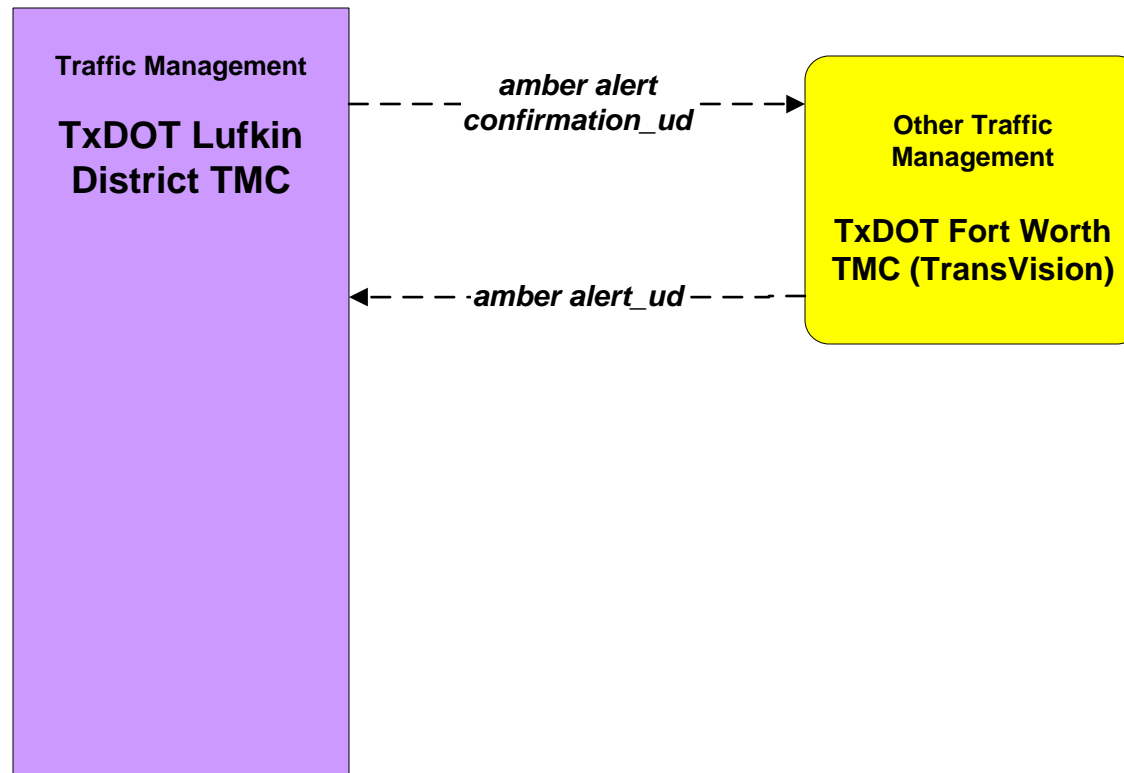 Traffic Management
TxDOT Lufkin
District TMC
amber alert
confirmation_ud
Other Traffic
Management
TxDOT Fort Worth
TMC (TransVision)
amber alert_ud